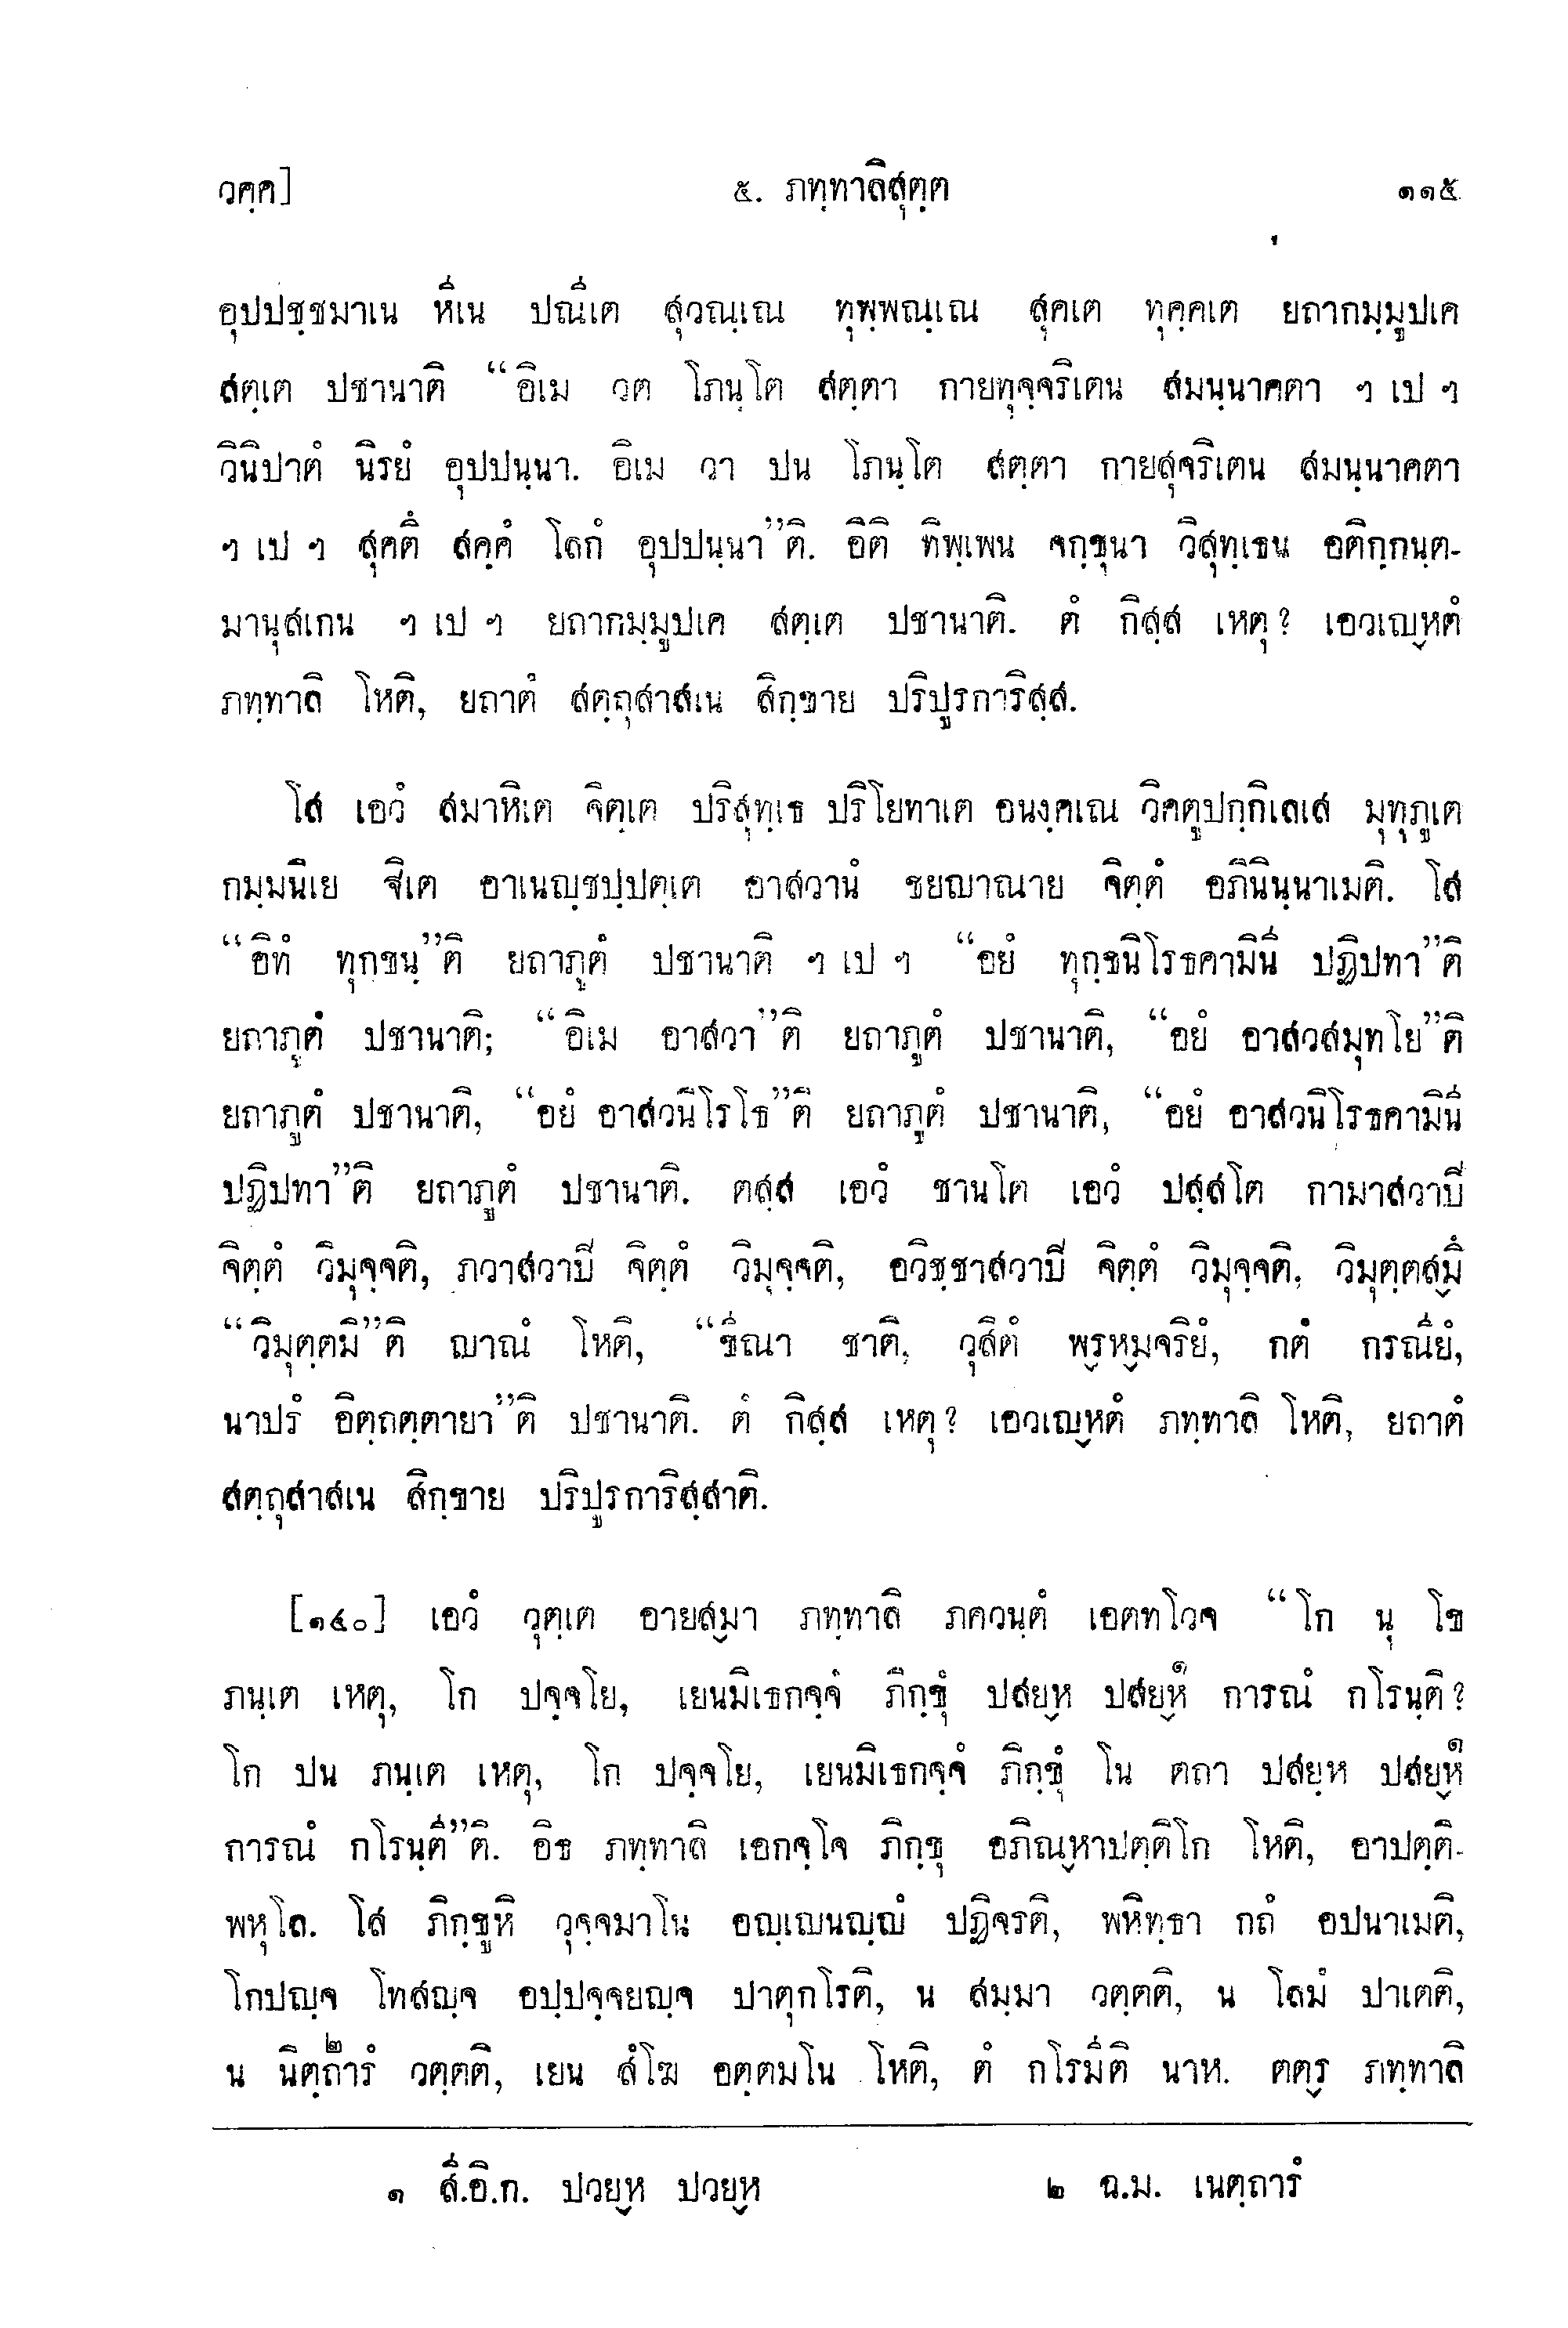 วคฺค] ๕. ภทฺทาลิสุตฺต ๑๑๕
อุปปชฺชมาเน หีเน ปณีเต สุวณฺเณ ทุพฺพณฺเณ สุคเต ทุคฺคเต ยถากมฺมูปเค
สตฺเต ปชานาติ “อิเม วต โภนฺโต สตฺตา กายทุจฺจริเตน สมนฺนาคตา ฯ เป ฯ
วินิปาตํ นิรยํ อุปปนฺนา. อิเม วา ปน โภนฺโต สตฺตา กายสุจริเตน สมนฺนาคตา
ฯ เป ฯ สุคตึ สคฺคํ โลกํ อุปปนฺนา”ติ. อิติ ทิพฺเพน จกฺขุนา วิสุทฺเธน อติกฺกนฺต-
มานุสเกน ฯ เป ฯ ยถากมฺมูปเค สตฺเต ปชานาติ. ตํ กิสฺส เหตุ? เอวเญฺหตํ
ภทฺทาลิ โหติ, ยถาตํ สตฺถุสาสเน สิกฺขาย ปริปูรการิสฺส.
โส เอวํ สมาหิเต จิตฺเต ปริสุทฺเธ ปริโยทาเต อนงฺคเณ วิคตูปกฺกิเลเส มุทุภูเต
กมฺมนิเย ฐิเต อาเนญฺชปฺปตฺเต อาสวานํ ขยญาณาย จิตฺตํ อภินินฺนาเมติ. โส
“อิทํ ทุกขนฺ”ติ ยถาภูตํ ปชานาติ ฯ เป ฯ “อยํ ทุกฺขนิโรธคามินี ปฏิปทา”ติ
ยถาภูตํ ปชานาติ; “อิเม อาสวา”ติ ยถาภูตํ ปชานาติ, “อยํ อาสวสมุทโย”ติ
ยถาภูตํ ปชานาติ, “อยํ อาสวนิโรโธ”ติ ยถาภูตํ ปชานาติ, “อยํ อาสวนิโรธคามินี
ปฏิปทา”ติ ยถาภูตํ ปชานาติ. ตสฺส เอวํ ชานโต เอวํ ปสฺสโต กามาสวาปิ
จิตฺตํ วิมุจฺจติ, ภวาสวาปิ จิตฺตํ วิมุจฺจติ, อวิชฺชาสวาปิ จิตฺตํ วิมุจฺจติ, วิมุตฺตสฺมึ
“วิมุตฺตมิ”ติ ญาณํ โหติ, “ขีณา ชาติ, วุสิตํ พฺรหฺมจริยํ, กตํ กรณียํ,
นาปรํ อิตฺถตฺตายา”ติ ปชานาติ. ตํ กิสฺส เหตุ? เอวเญฺหตํ ภทฺทาลิ โหติ, ยถาตํ
สตฺถุสาสเน สิกฺขาย ปริปูรการิสฺสาติ.
[๑๔๐] เอวํ วุตฺเต อายสฺมา ภทฺทาลิ ภควนฺตํ เอตทโวจ “โก นุ โข
ภนฺเต เหตุ, โก ปจฺจโย, เยนมิเธกจฺจํ ภิกฺขุํ ปสยฺห ปสยฺห๑ การณํ กโรนฺติ?
โก ปน ภนฺเต เหตุ, โก ปจฺจโย, เยนมิเธกจฺจํ ภิกฺขุํ โน ตถา ปสยฺห ปสยฺห๑
การณํ กโรนฺตี”ติ. อิธ ภทฺทาลิ เอกจฺโจ ภิกฺขุ อภิณฺหาปตฺติโก โหติ, อาปตฺติ-
พหุโล. โส ภิกฺขูหิ วุจฺจมาโน อญฺเญนญฺญํ ปฏิจรติ, พหิทฺธา กถํ อปนาเมติ,
โกปญฺจ โทสญฺจ อปฺปจฺจยญฺจ ปาตุกโรติ, น สมฺมา วตฺตติ, น โลมํ ปาเตติ,
น นิตฺถารํ๒ วตฺตติ, เยน สํโฆ อตฺตมโน โหติ, ตํ กโรมีติ นาห. ตตฺร ภทฺทาลิ
๑ สี.อิ.ก. ปวยฺห ปวยฺห ๒ ฉ.ม. เนตฺถารํ